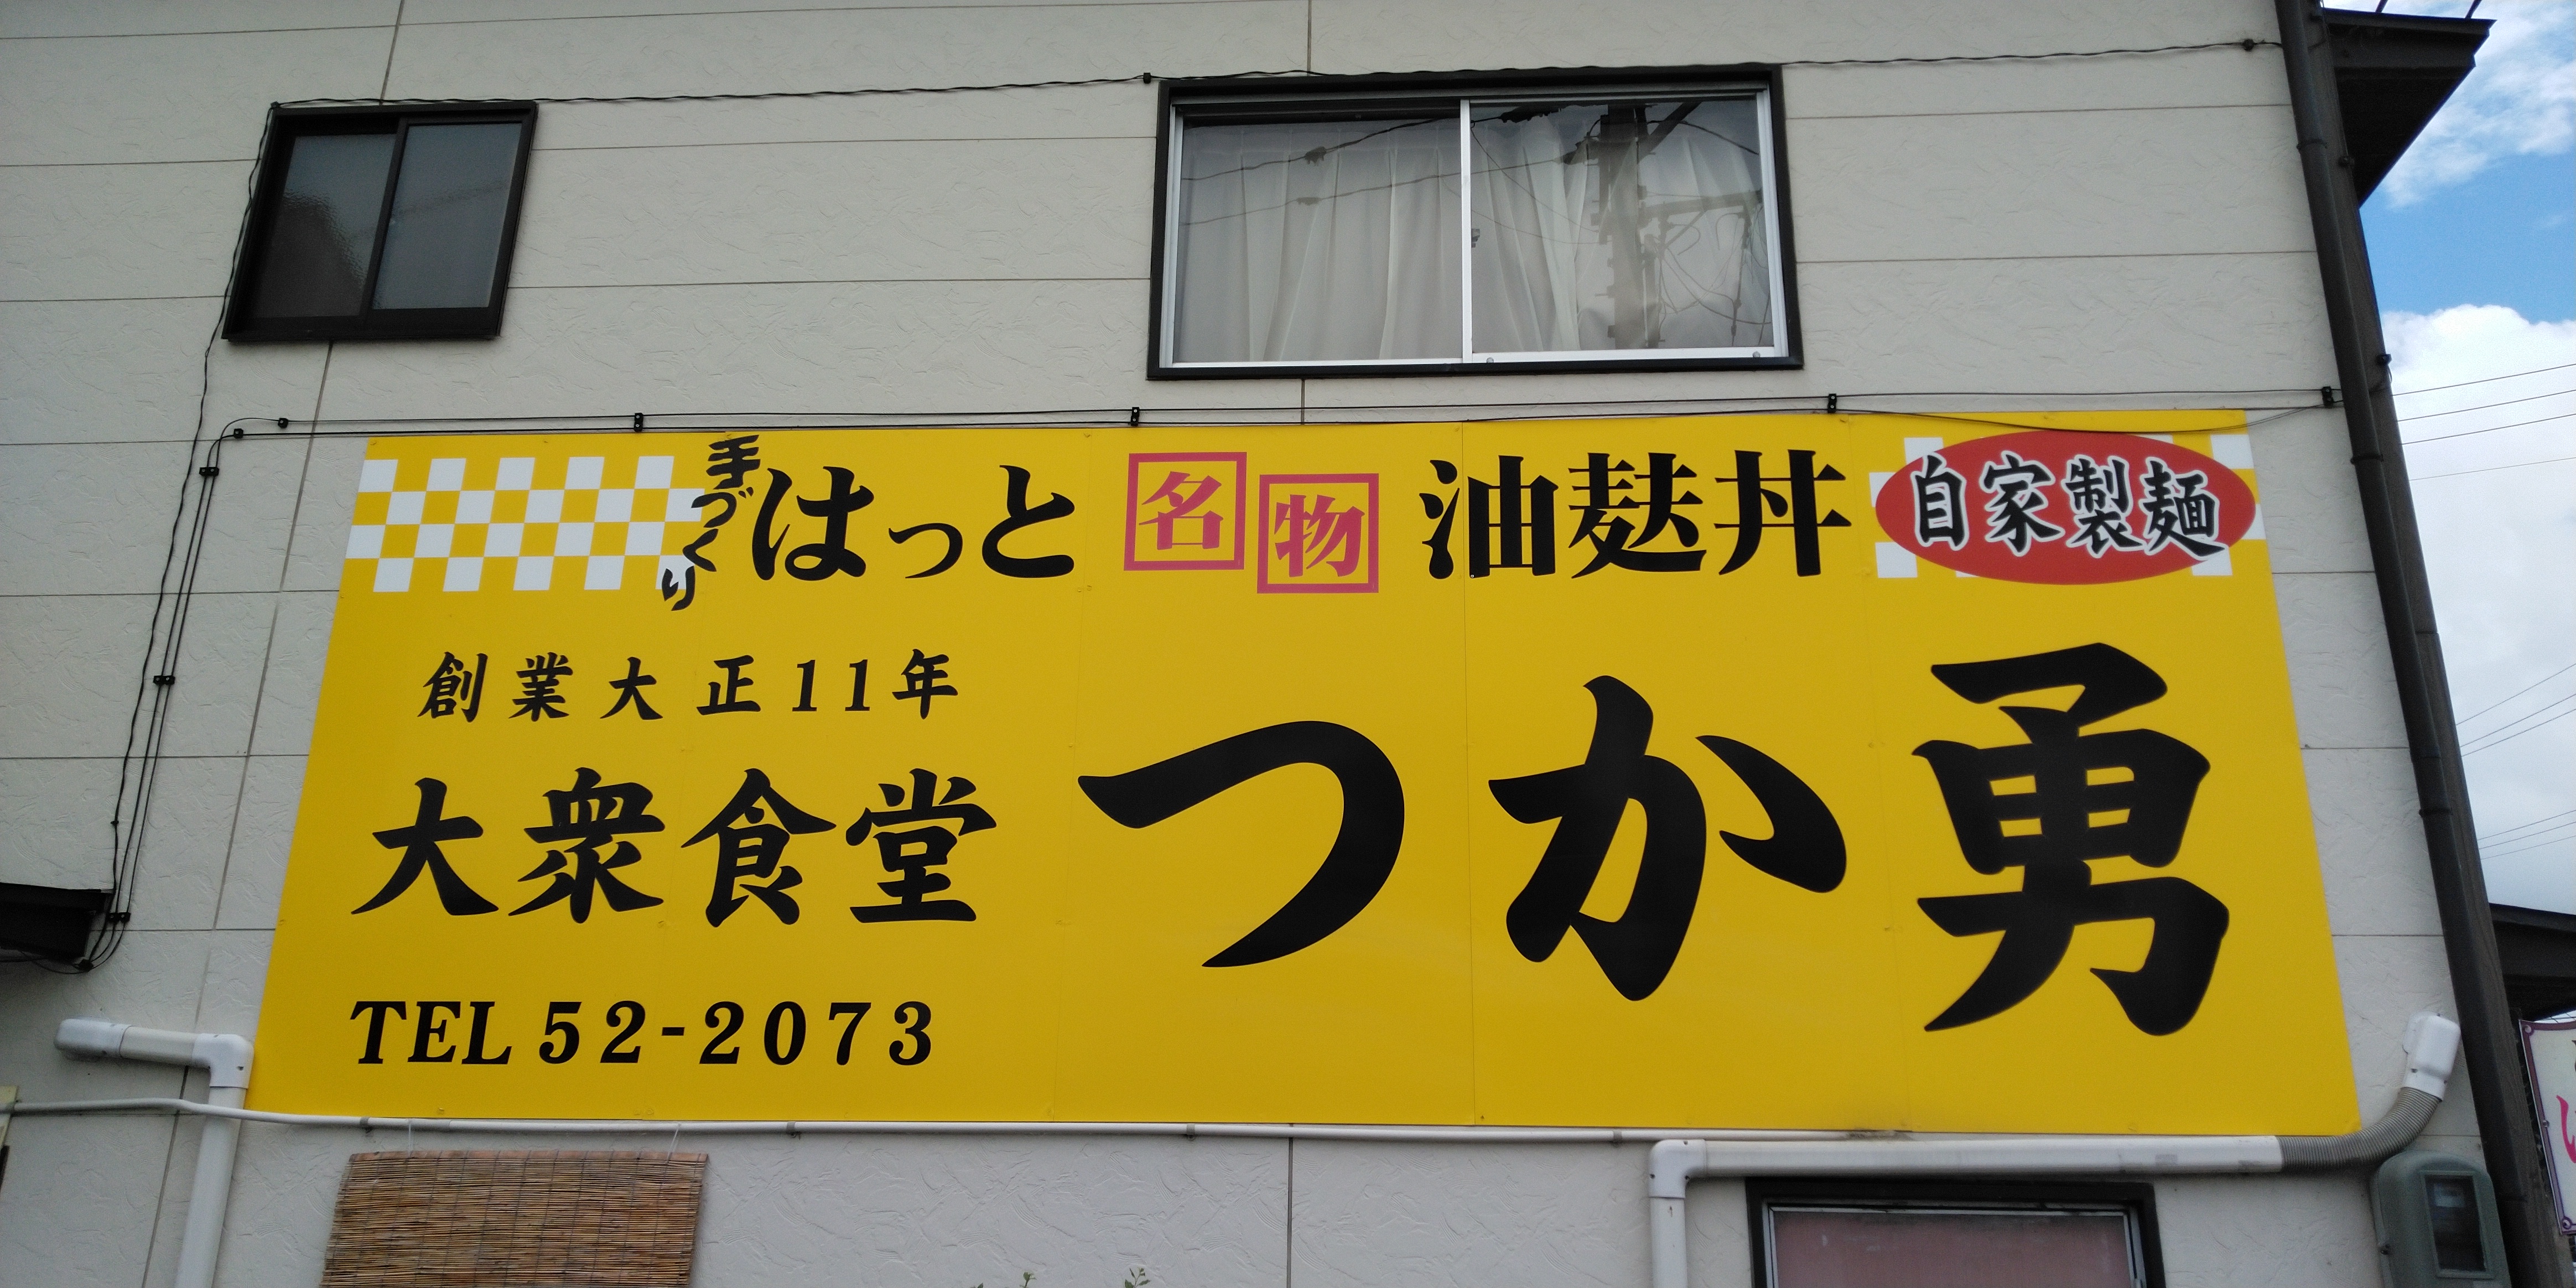 手づくり はっと 名物 油麸丼 自家製麺
創業大正11年
大衆食堂 つか勇
TEL 52-2073